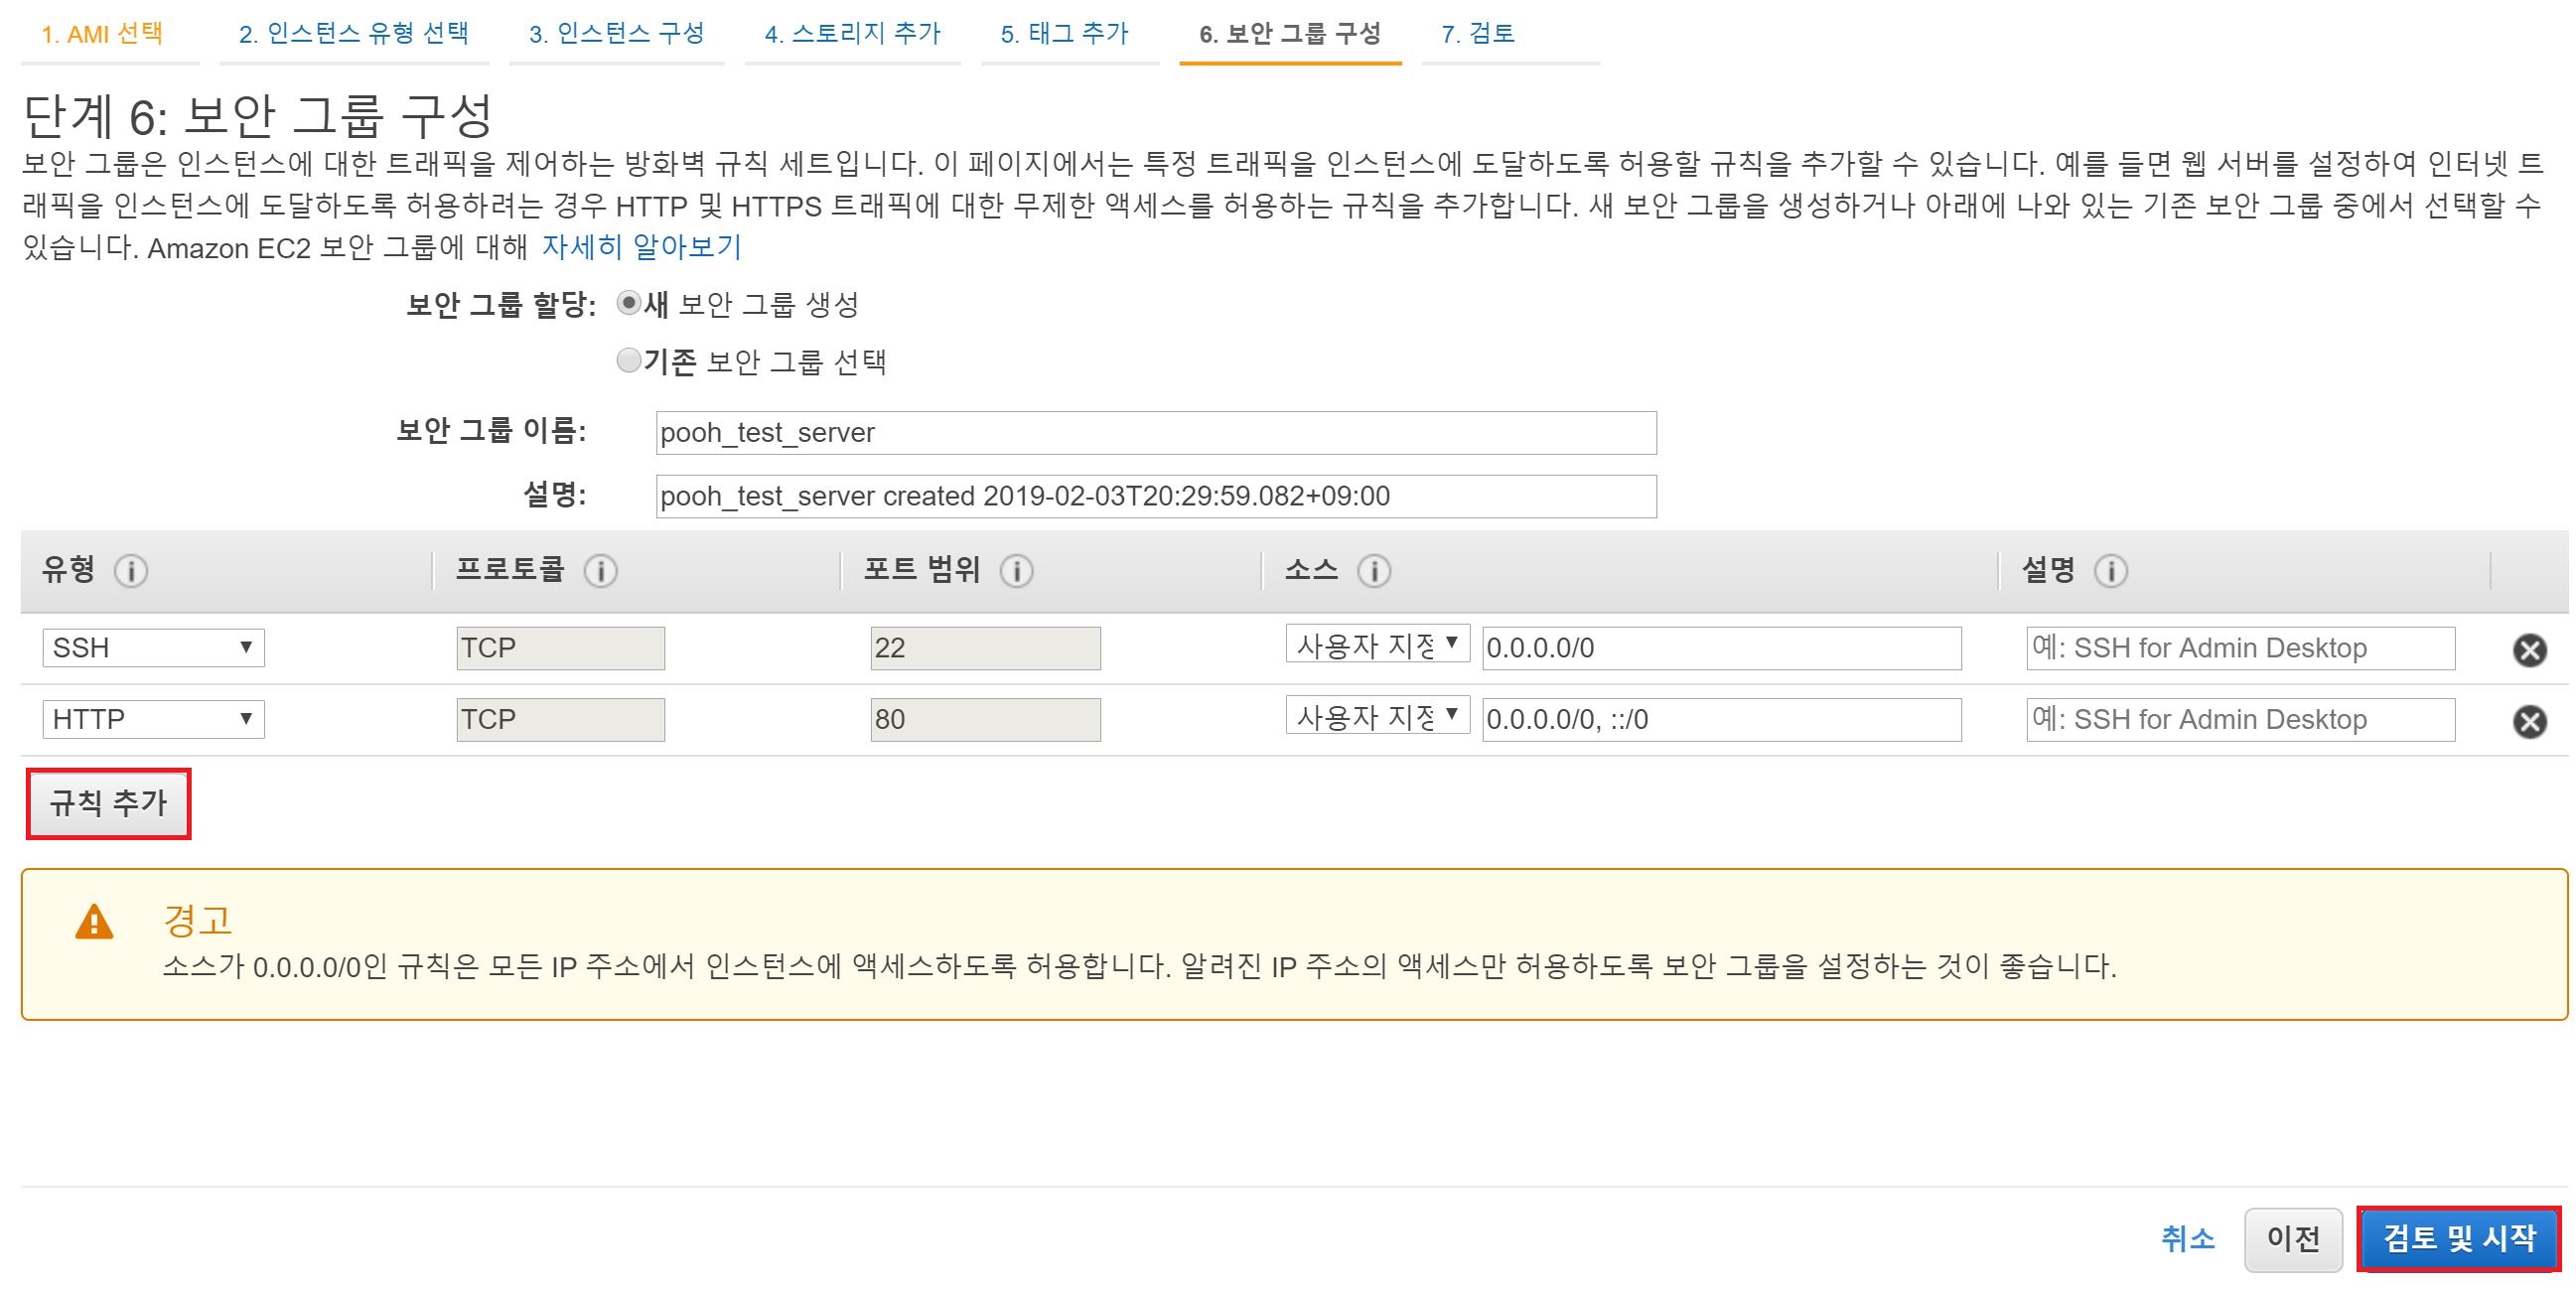 1. AMI 선택 2. 인스턴스 유형 선택 3. 인스턴스 구성 4. 스토리지 추가 5. 태그 추가 6. 보안 그룹 구성 7. 검토
단계 6: 보안 그룹 구성
보안 그룹은 인스턴스에 대한 트래픽을 제어하는 방화벽 규칙 세트입니다. 이 페이지에서는 특정 트래픽을 인스턴스에 도달하도록 허용할 규칙을 추가할 수 있습니다. 예를 들면 웹 서버를 설정하여 인터넷 트
래픽을 인스턴스에 도달하도록 허용하려는 경우 HTTP 및 HTTPS 트래픽에 대한 무제한 액세스를 허용하는 규칙을 추가합니다. 새 보안 그룹을 생성하거나 아래에 나와 있는 기존 보안 그룹 중에서 선택할 수
있습니다. Amazon EC2 보안 그룹에 대해 자세히 알아보기
보안 그룹 할당: 새 보안 그룹 생성
기존 보안 그룹 선택
보안 그룹 이름: pooh_test_server
설명: pooh_test_server created 2019-02-03T20:29:59.082+09:00
유형 프로토콜 포트 범위 소스 설명
SSH TCP 22 사용자 지정 0.0.0.0/0 예: SSH for Admin Desktop
HTTP TCP 80 사용자 지정 0.0.0.0/0, ::/0 예: SSH for Admin Desktop
규칙 추가
경고
소스가 0.0.0.0/0인 규칙은 모든 IP 주소에서 인스턴스에 액세스하도록 허용합니다. 알려진 IP 주소의 액세스만 허용하도록 보안 그룹을 설정하는 것이 좋습니다.
취소 이전 검토 및 시작